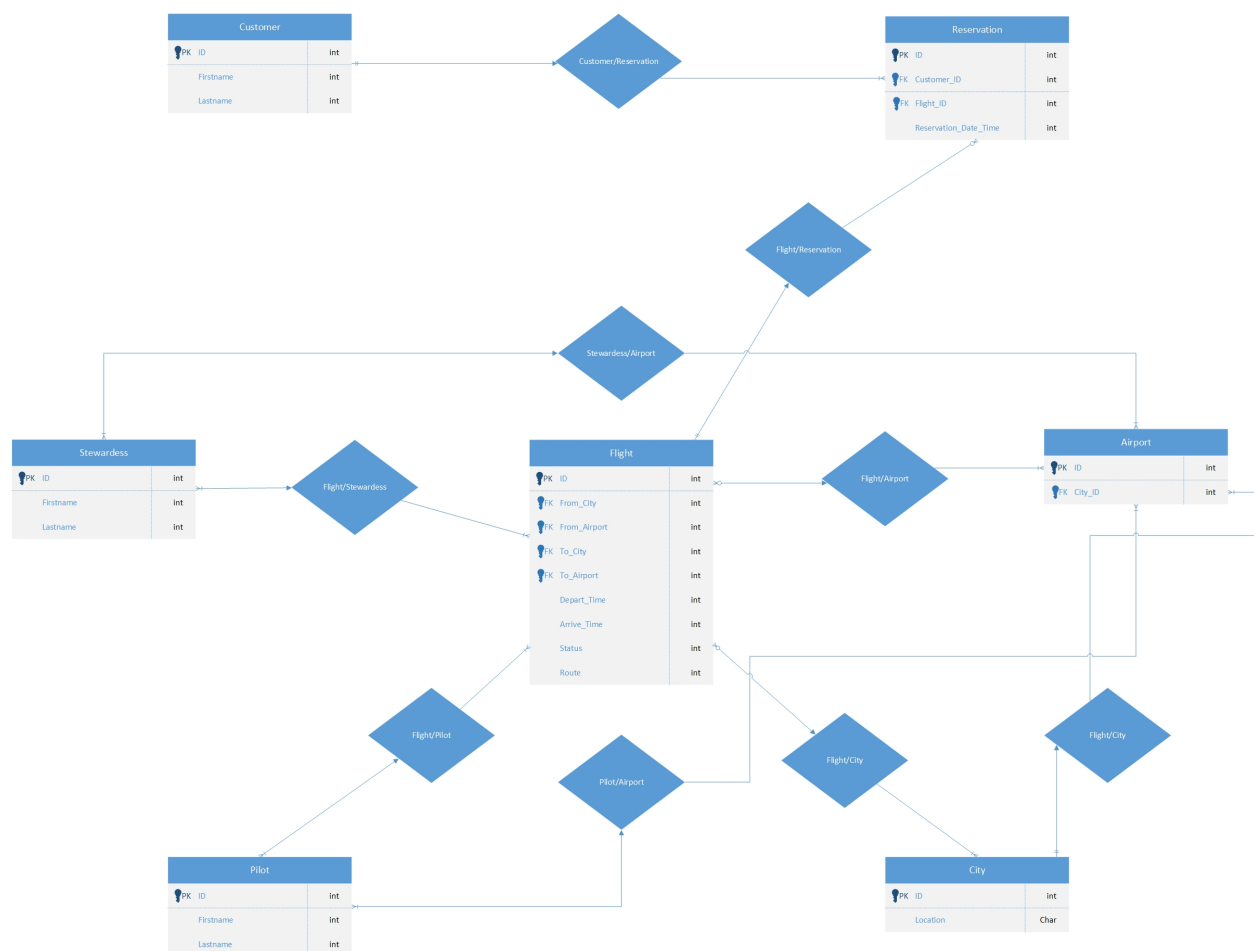 Customer
PK ID int
Firstname int
Lastname int
Customer/Reservation
Reservation
PK ID int
FK Customer_ID int
FK Flight_ID int
Reservation_Date_Time int
Flight/Reservation
Stewardess/Airport
Stewardess
PK ID int
Firstname int
Lastname int
Flight/Stewardess
Flight
PK ID int
FK From_City int
FK From_Airport int
FK To_City int
FK To_Airport int
Depart_Time int
Arrive_Time int
Status int
Route int
Flight/Airport
Airport
PK ID int
FK City_ID int
Flight/Pilot
Pilot/Airport
Flight/City
Flight/City
Pilot
PK ID int
Firstname int
Lastname int
City
PK ID int
Location Char